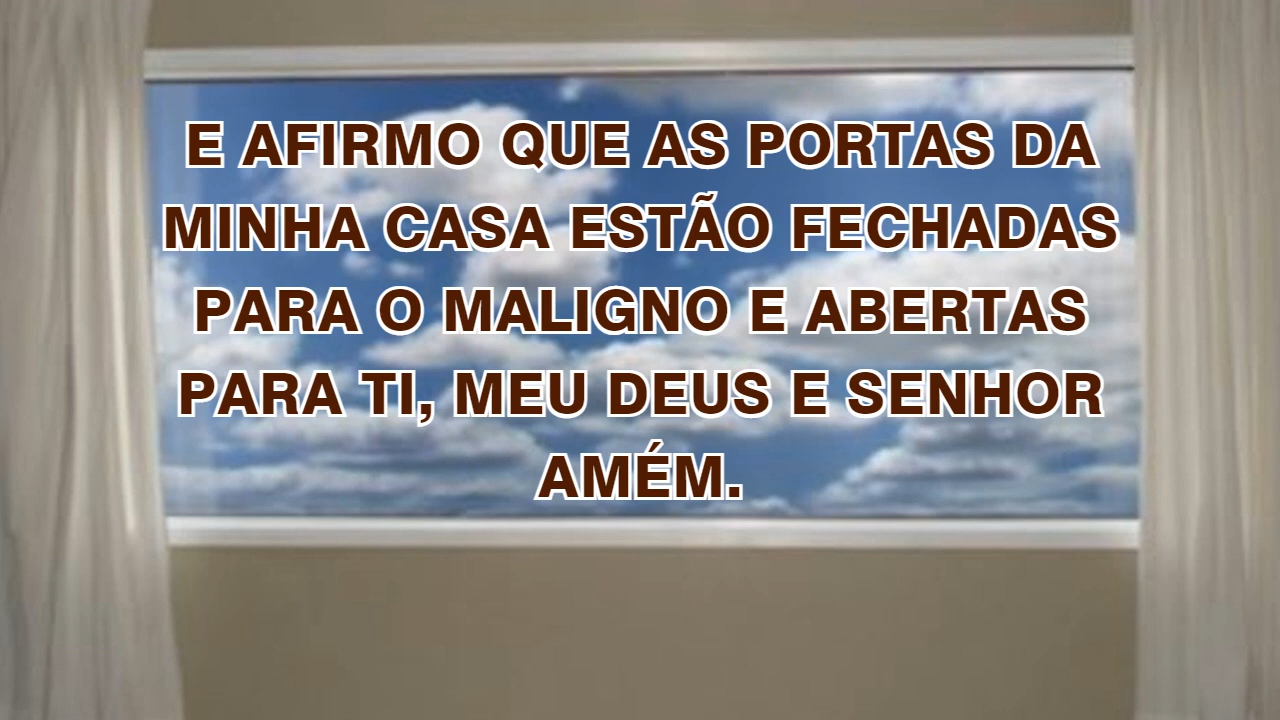 E AFIRMO QUE AS PORTAS DA
MINHA CASA ESTÃO FECHADAS
PARA O MALIGNO E ABERTAS
PARA TI, MEU DEUS E SENHOR
AMÉM.